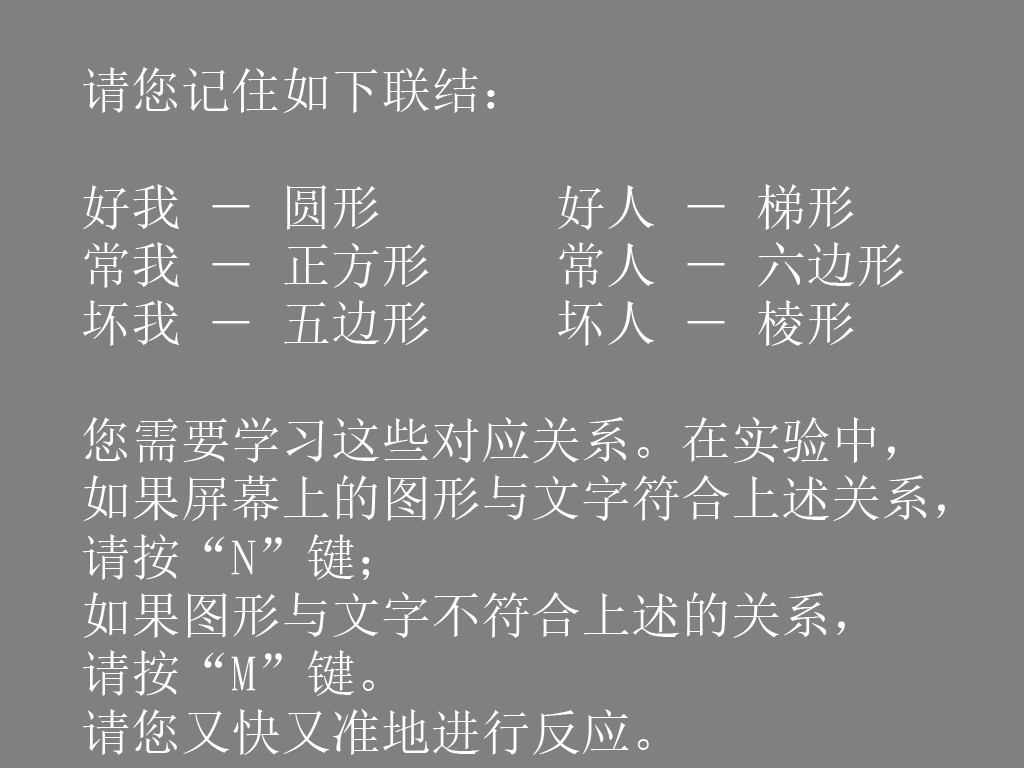 请您记住如下联结：
好我 — 圆形 好人 — 梯形
常我 — 正方形 常人 — 六边形
坏我 — 五边形 坏人 — 棱形
您需要学习这些对应关系。在实验中，
如果屏幕上的图形与文字符合上述关系，
请按“N”键；
如果图形与文字不符合上述的关系，
请按“M”键。
请您又快又准地进行反应。